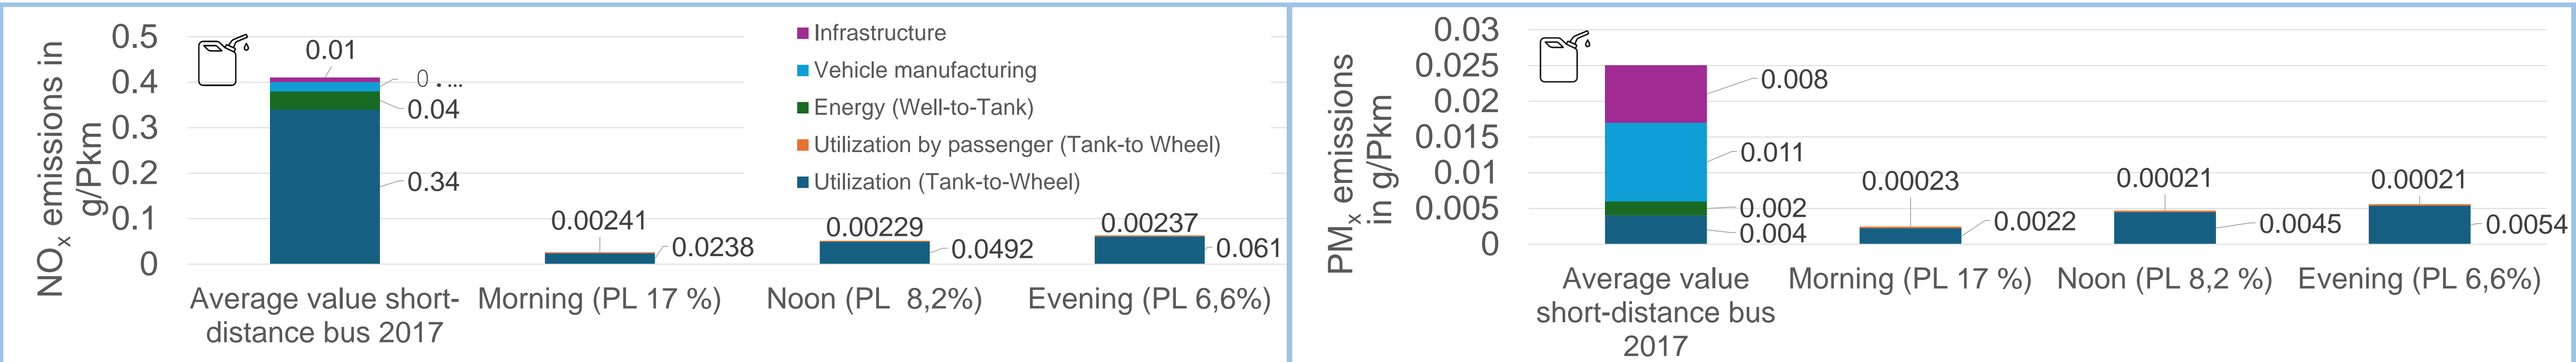 NOx emissions in
g/Pkm
0.5
0.4
0.3
0.2
0.1
0
0.01
0....
0.04
0.34
0.00241
0.0238
0.00229
0.0492
0.00237
0.061
Infrastructure
Vehicle manufacturing
Energy (Well-to-Tank)
Utilization by passenger (Tank-to Wheel)
Utilization (Tank-to-Wheel)
Average value short-
distance bus 2017
Morning (PL 17 %)
Noon (PL 8,2%)
Evening (PL 6,6%)
PMx emissions
in g/Pkm
0.03
0.025
0.02
0.015
0.01
0.005
0
0.008
0.011
0.002
0.004
0.00023
0.0022
0.00021
0.0045
0.00021
0.0054
Average value
short-distance bus
2017
Morning (PL 17 %)
Noon (PL 8,2 %)
Evening (PL 6,6%)